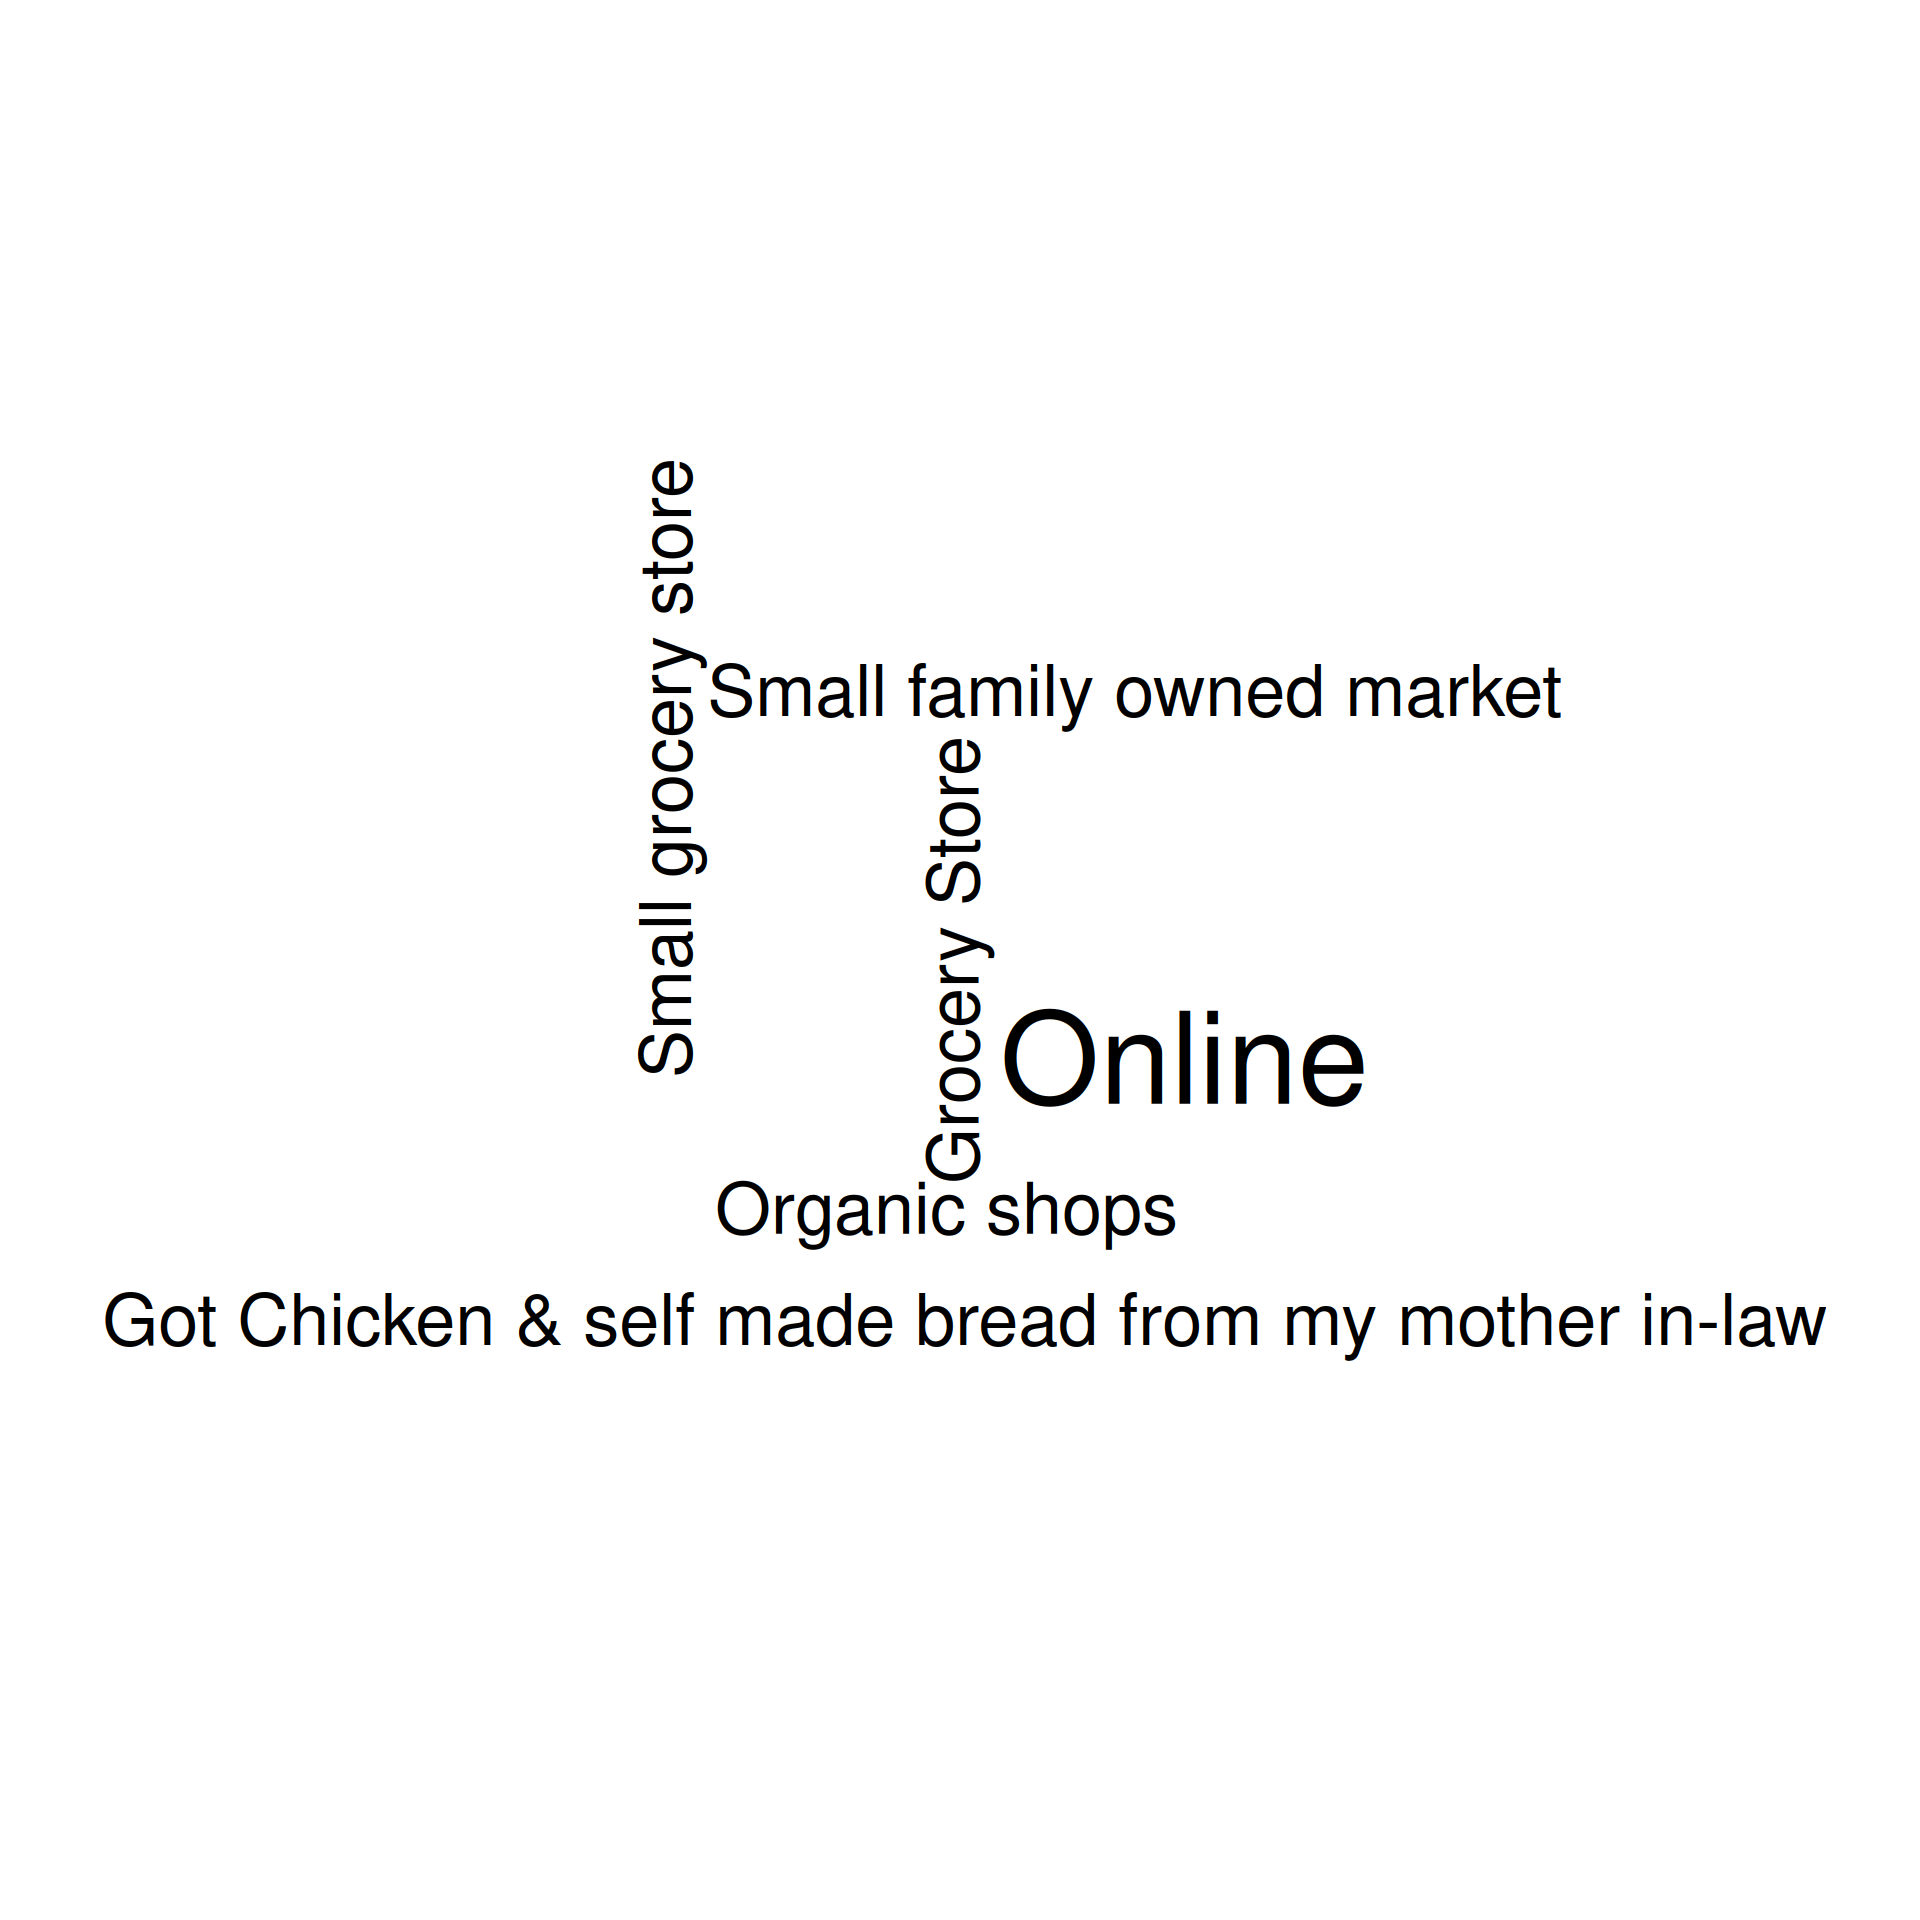 Small grocery store
Small family owned market
Grocery Store
Online
Organic shops
Got Chicken & self made bread from my mother in-law